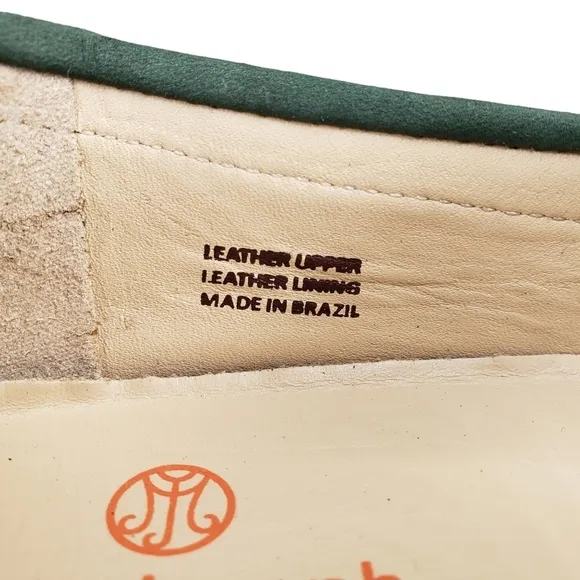 LEATHER UPPER
LEATHER LINING
MADE IN BRAZIL